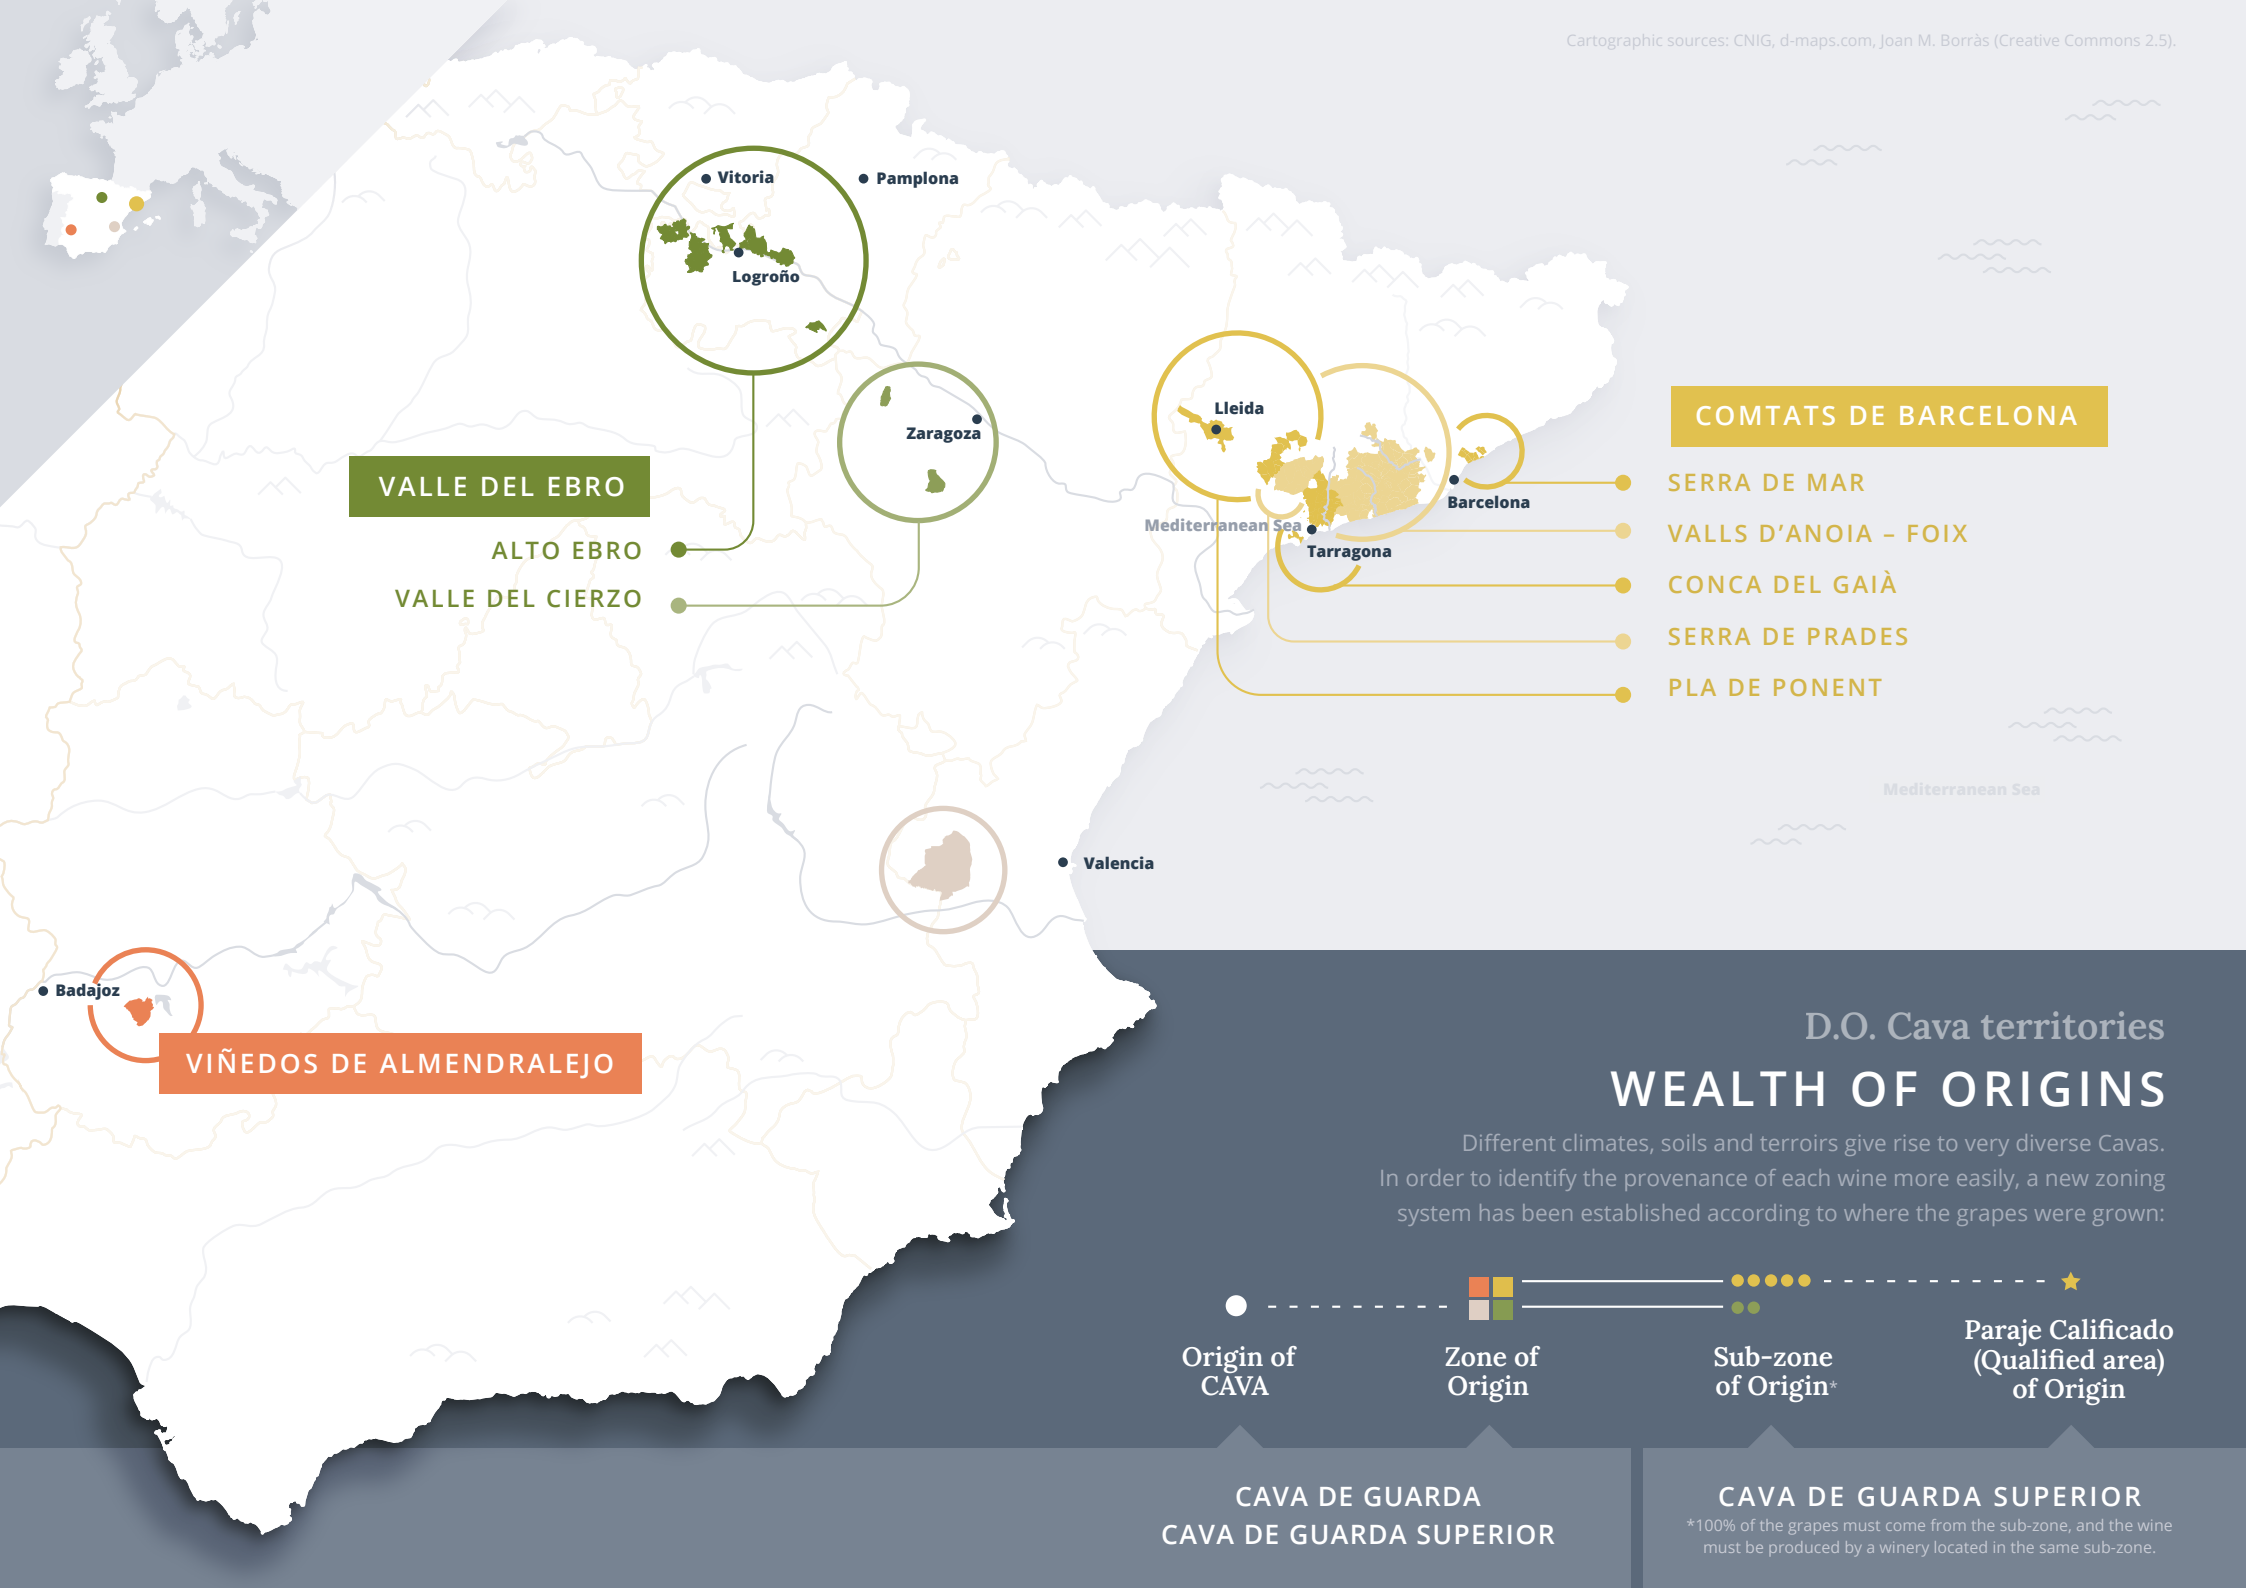 Cartographic sources: CNIG, d-maps.com, Joan M. Borràs (Creative Commons 2.5).
Vitoria
Pamplona
Logroño
Zaragoza
Lleida
Barcelona
Mediterranean Sea
Tarragona
VALLE DEL EBRO
ALTO EBRO
VALLE DEL CIERZO
COMTATS DE BARCELONA
SERRA DE MAR
VALLS D’ANOIA – FOIX
CONCA DEL GAIÀ
SERRA DE PRADES
PLA DE PONENT
Mediterranean Sea
Valencia
Badajoz
VIÑEDOS DE ALMENDRALEJO
D.O. Cava territories
WEALTH OF ORIGINS
Different climates, soils and terroirs give rise to very diverse Cavas.
In order to identify the provenance of each wine more easily, a new zoning
system has been established according to where the grapes were grown:
Origin of
CAVA
Zone of
Origin
Sub-zone
of Origin*
Paraje Calificado
(Qualified area)
of Origin
CAVA DE GUARDA
CAVA DE GUARDA SUPERIOR
CAVA DE GUARDA SUPERIOR
*100% of the grapes must come from the sub-zone, and the wine
must be produced by a winery located in the same sub-zone.